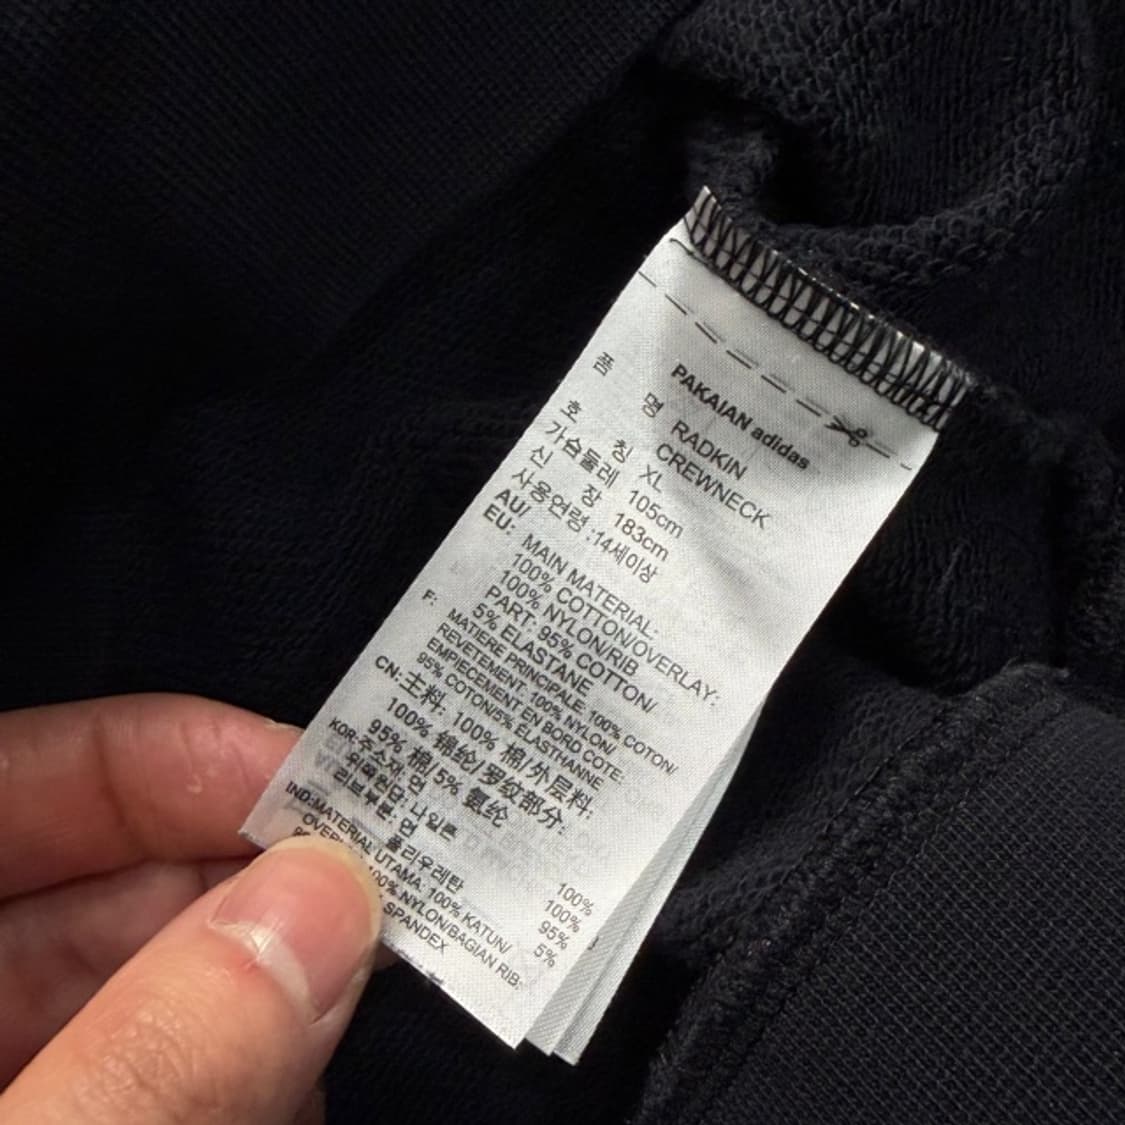 PAKAIAN adidas
품 명 RADKIN
CREWNECK
호 칭 XL
가슴둘레 105cm
신 장 183cm
사용연령 :14세이상
AU/
EU: MAIN MATERIAL:
100% COTTON/OVERLAY:
100% NYLON/RIB
PART: 95% COTTON/
5% ELASTANE
F: MATIERE PRINCIPALE: 100% COTON/
REVETEMENT: 100% NYLON/
EMPIECEMENT EN BORD COTE:
95% COTON/5% ELASTHANNE
CN: 主料: 100% 棉/外层料:
100% 锦纶/罗纹部分:
95% 棉/5% 氨纶
KOR: 주소재: 면 100%
외피원단: 나일론 100%
리브부분: 면 95%
폴리우레탄 5%
IND: MATERIAL UTAMA: 100% KATUN/
100% NYLON/BAGIAN RIB:
SPANDEX